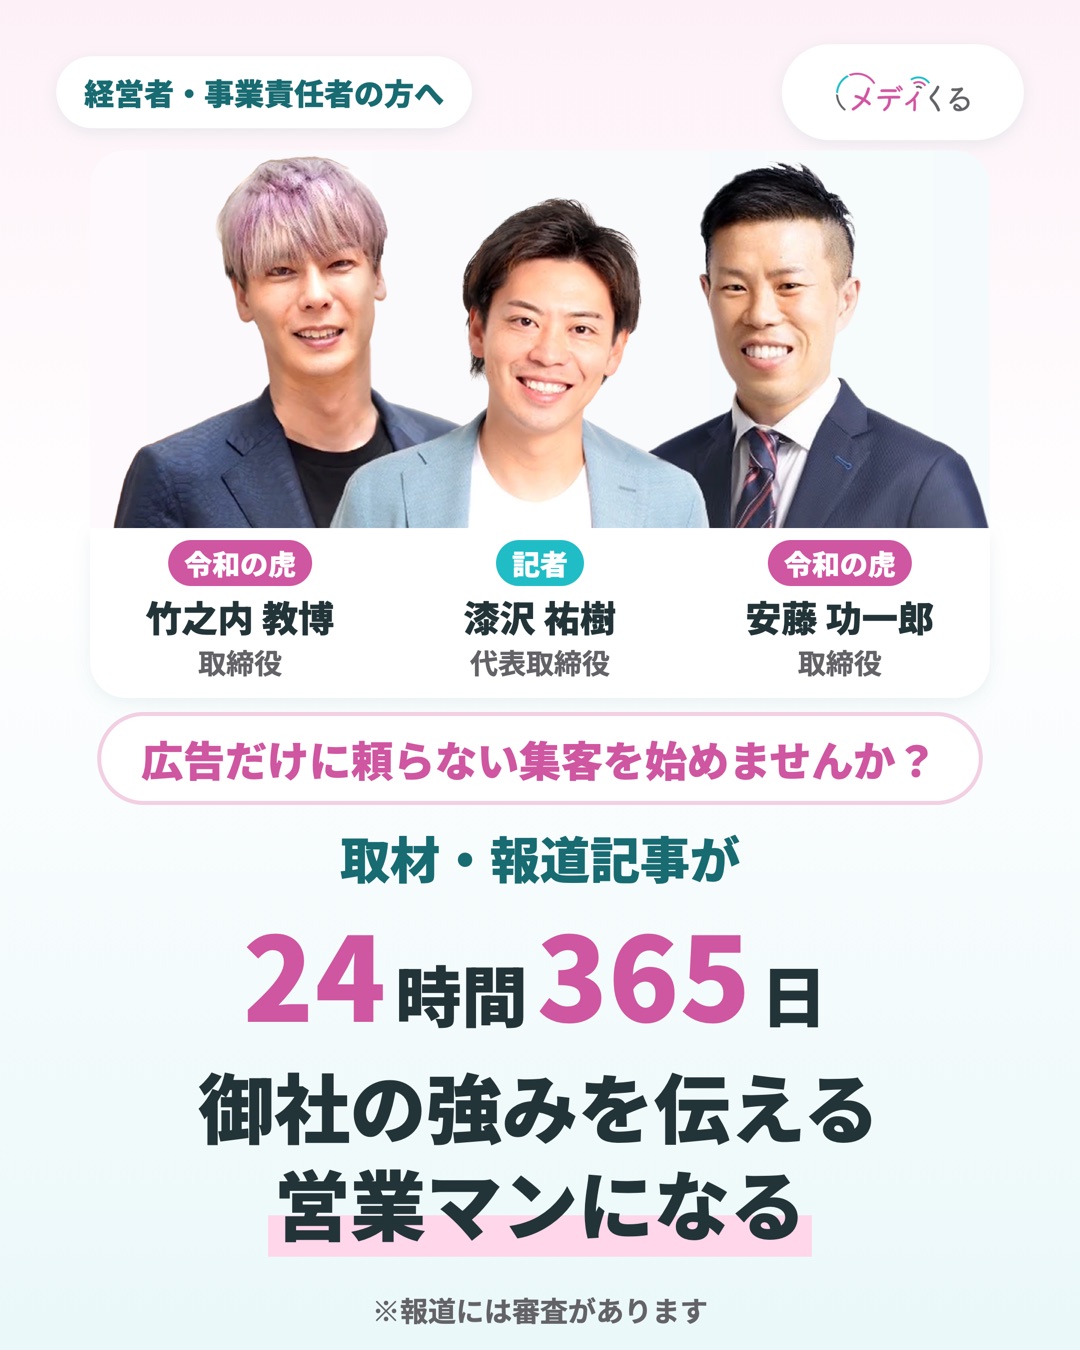 経営者・事業責任者の方へ
メディくる
令和の虎
竹之内 教博
取締役
記者
漆沢 祐樹
代表取締役
令和の虎
安藤 功一郎
取締役
広告だけに頼らない集客を始めませんか？
取材・報道記事が
24時間365日
御社の強みを伝える
営業マンになる
※報道には審査があります